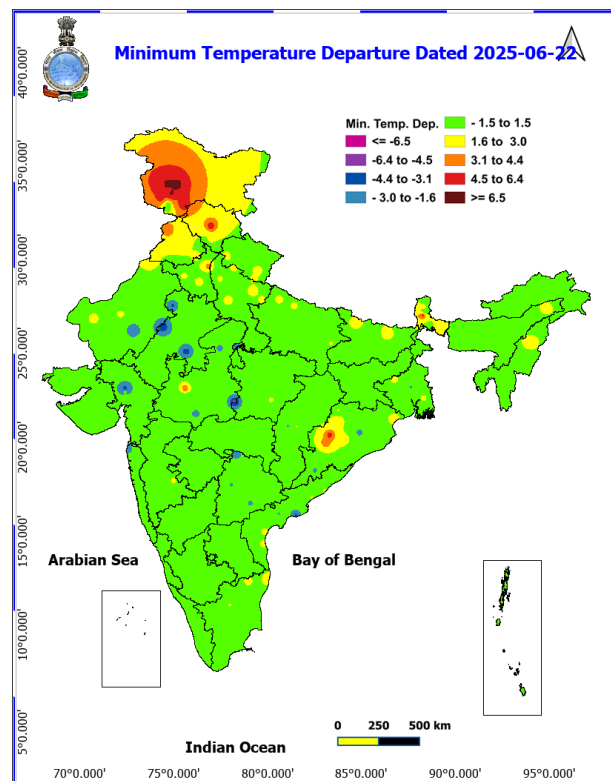 Minimum Temperature Departure Dated 2025-06-22
Min. Temp. Dep.
<= -6.5
-6.4 to -4.5
-4.4 to -3.1
- 3.0 to -1.6
- 1.5 to 1.5
1.6 to 3.0
3.1 to 4.4
4.5 to 6.4
>= 6.5
40°0.000'
35°0.000'
30°0.000'
25°0.000'
20°0.000'
15°0.000'
10°0.000'
5°0.000'
Arabian Sea
Bay of Bengal
0 250 500 km
Indian Ocean
70°0.000' 75°0.000' 80°0.000' 85°0.000' 90°0.000' 95°0.000'